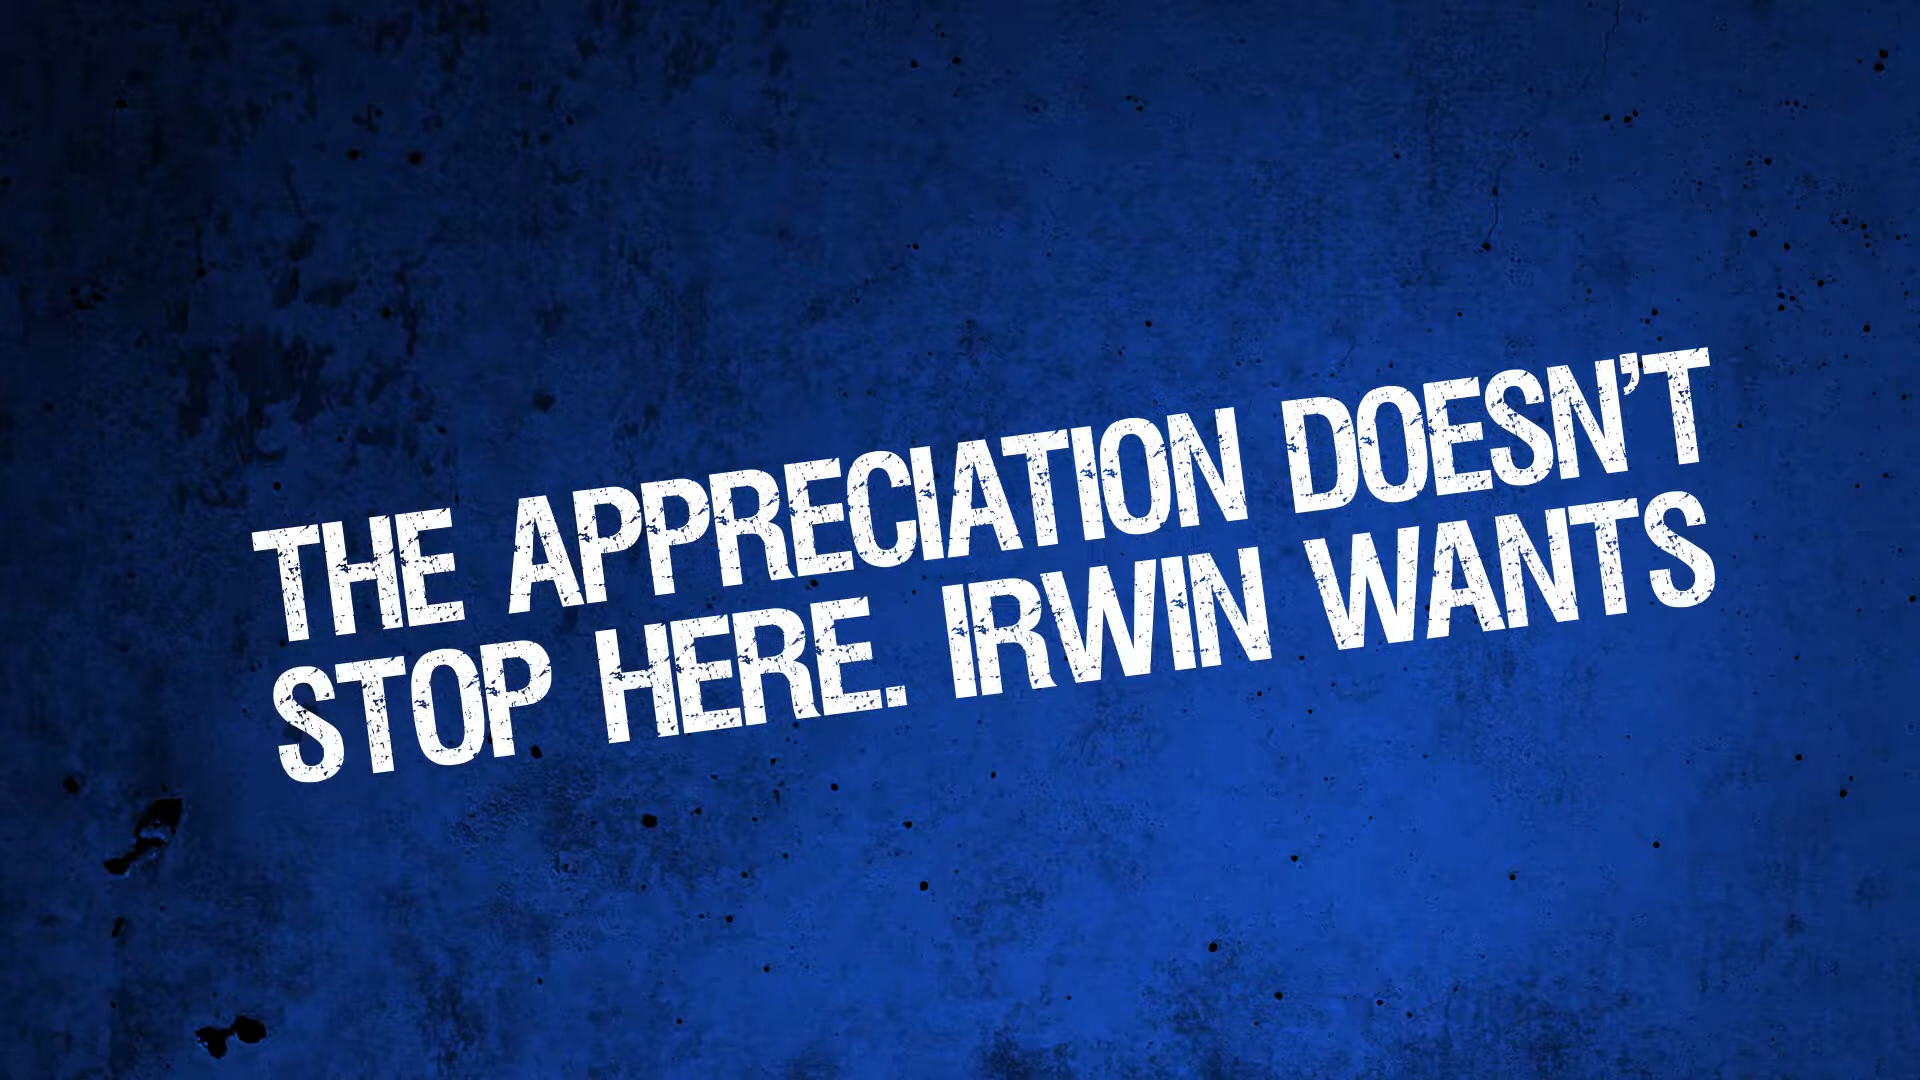 THE APPRECIATION DOESN’T
STOP HERE. IRWIN WANTS